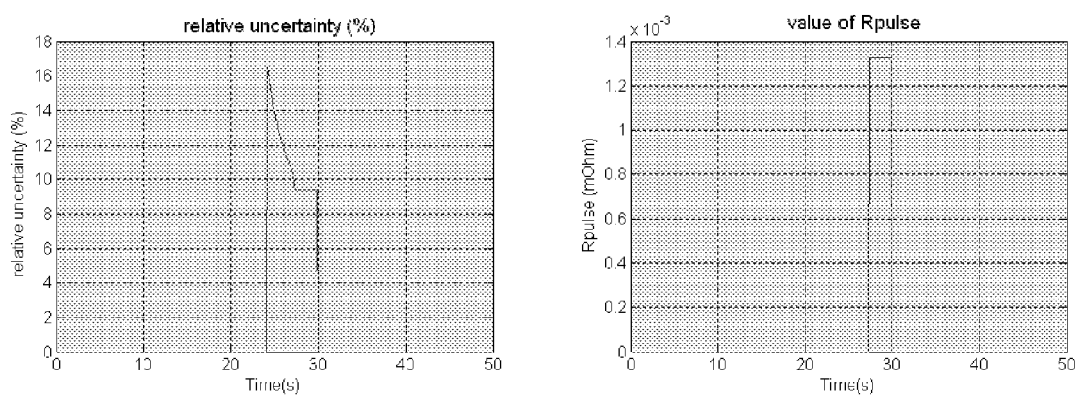 relative uncertainty (%)
18
16
14
12
10
8
6
4
2
0
relative uncertainty (%)
0 10 20 30 40 50
Time(s)
value of Rpulse
x 10^-3
1.4
1.2
1
0.8
0.6
0.4
0.2
0
Rpulse (mOhm)
0 10 20 30 40 50
Time(s)